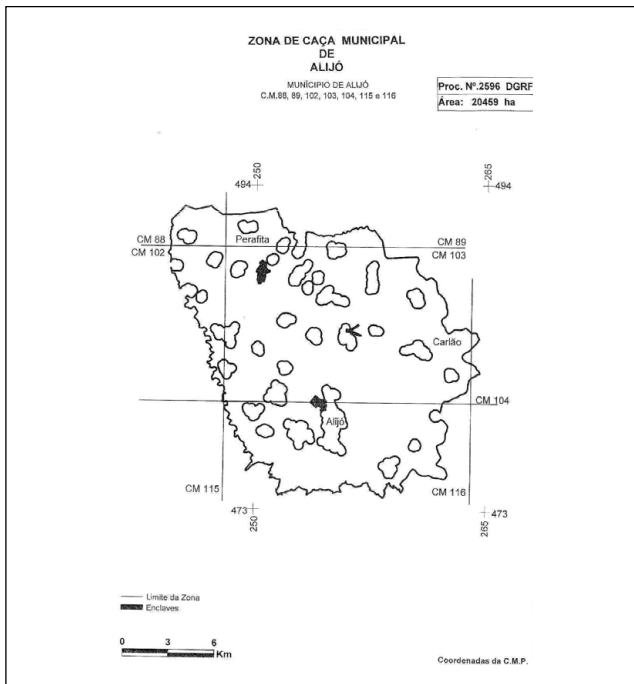 ZONA DE CAÇA MUNICIPAL
DE
ALIJÓ
MUNÍCIPIO DE ALIJÓ
C.M.88, 89, 102, 103, 104, 115 e 116
Proc. Nº.2596 DGRF
Área: 20459 ha
250
265
494
494
CM 88
Perafita
CM 89
CM 102
CM 103
Carlão
CM 104
Alijó
CM 115
CM 116
473
473
250
265
Limite da Zona
Enclaves
0 3 6
Km
Coordenadas da C.M.P.